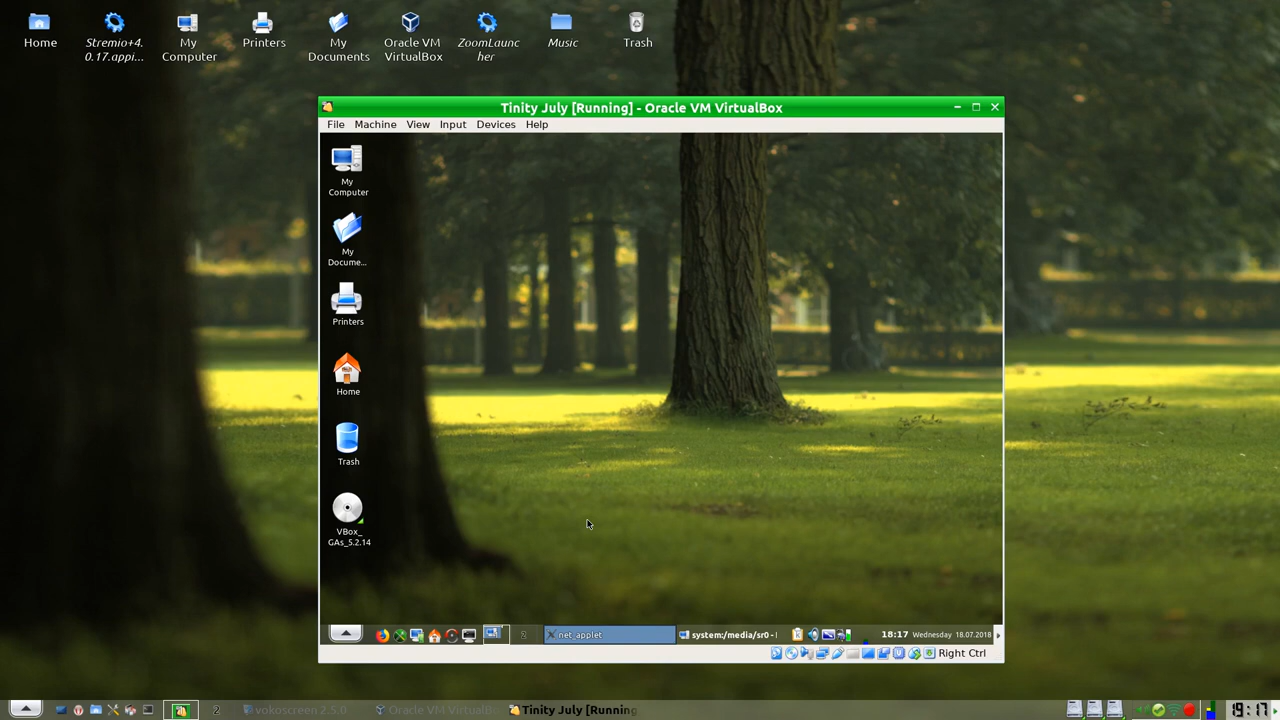 Home
Stremio+4.
0.17.appi...
My
Computer
Printers
My
Documents
Oracle VM
VirtualBox
ZoomLaunc
her
Music
Trash
Tinity July [Running] - Oracle VM VirtualBox
File Machine View Input Devices Help
My
Computer
My
Docume...
Printers
Home
Trash
VBox_
GAs_5.2.14
2
net_applet
system:/media/sr0 -
18:17 Wednesday 18.07.2018
Right Ctrl
2
vokoscreen 2.5.0
Oracle VM VirtualB
Tinity July [Running
19:17